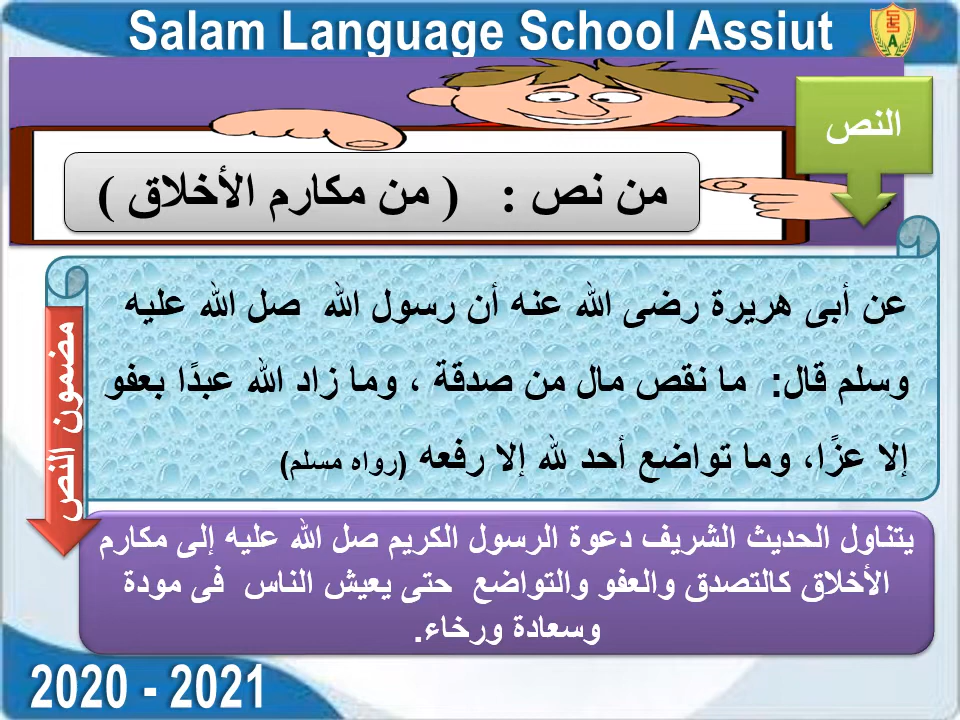 Salam Language School Assiut
النص
من نص : ( من مكارم الأخلاق )
عن أبى هريرة رضى الله عنه أن رسول الله صل الله عليه
وسلم قال: ما نقص مال من صدقة ، وما زاد الله عبدًا بعفو
إلا عزًا، وما تواضع أحد لله إلا رفعه (رواه مسلم)
مضمون النص
يتناول الحديث الشريف دعوة الرسول الكريم صل الله عليه إلى مكارم
الأخلاق كالتصدق والعفو والتواضع حتى يعيش الناس فى مودة
وسعادة ورخاء.
2020 - 2021